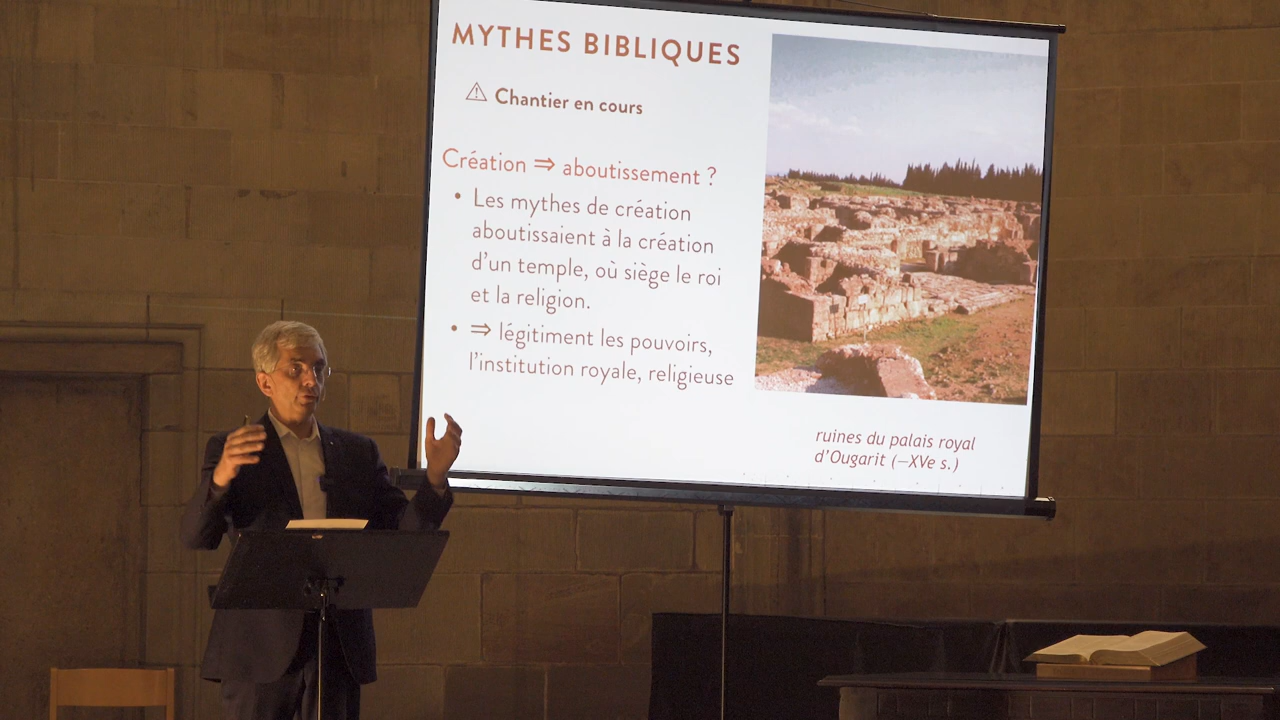 MYTHES BIBLIQUES
⚠ Chantier en cours
Création ⇒ aboutissement ?
• Les mythes de création
aboutissaient à la création
d'un temple, où siège le roi
et la religion.
• ⇒ légitiment les pouvoirs,
l'institution royale, religieuse
ruines du palais royal
d'Ougarit (–XVe s.)